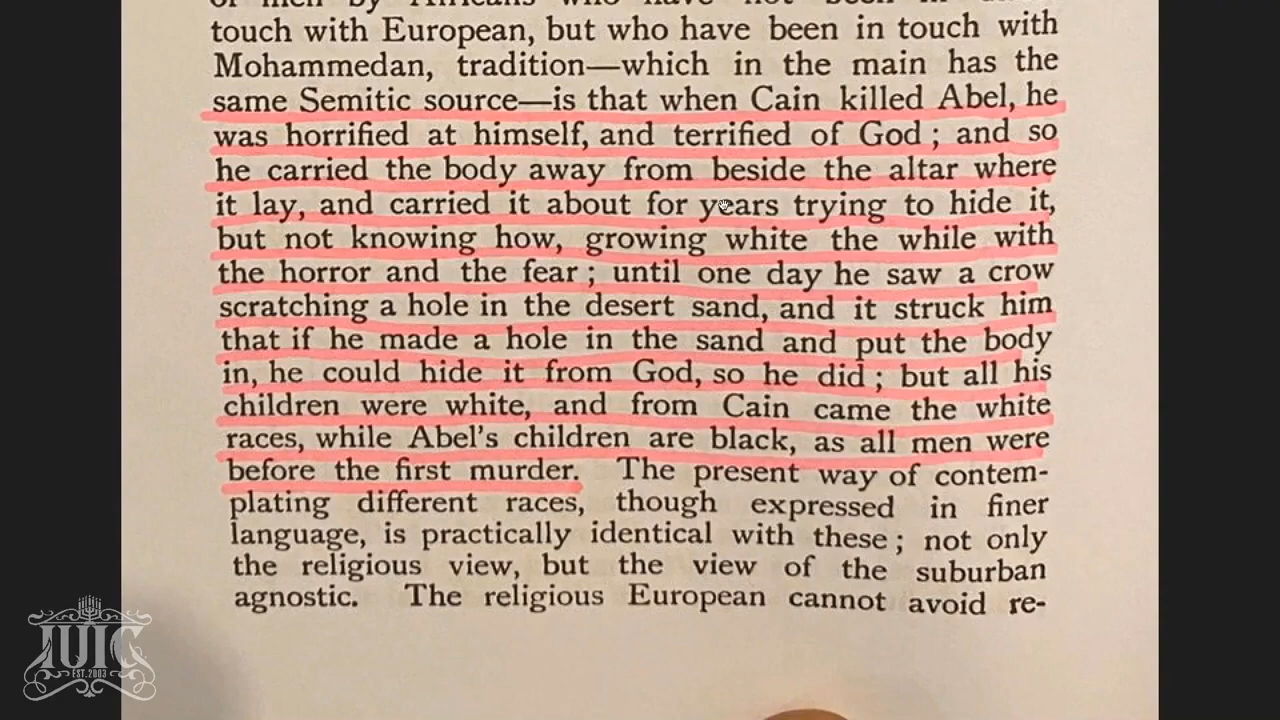 touch with European, but who have been in touch with
Mohammedan, tradition—which in the main has the
same Semitic source—is that when Cain killed Abel, he
was horrified at himself, and terrified of God ; and so
he carried the body away from beside the altar where
it lay, and carried it about for years trying to hide it,
but not knowing how, growing white the while with
the horror and the fear ; until one day he saw a crow
scratching a hole in the desert sand, and it struck him
that if he made a hole in the sand and put the body
in, he could hide it from God, so he did ; but all his
children were white, and from Cain came the white
races, while Abel's children are black, as all men were
before the first murder. The present way of contem-
plating different races, though expressed in finer
language, is practically identical with these ; not only
the religious view, but the view of the suburban
agnostic. The religious European cannot avoid re-
IUIC
EST. 2003